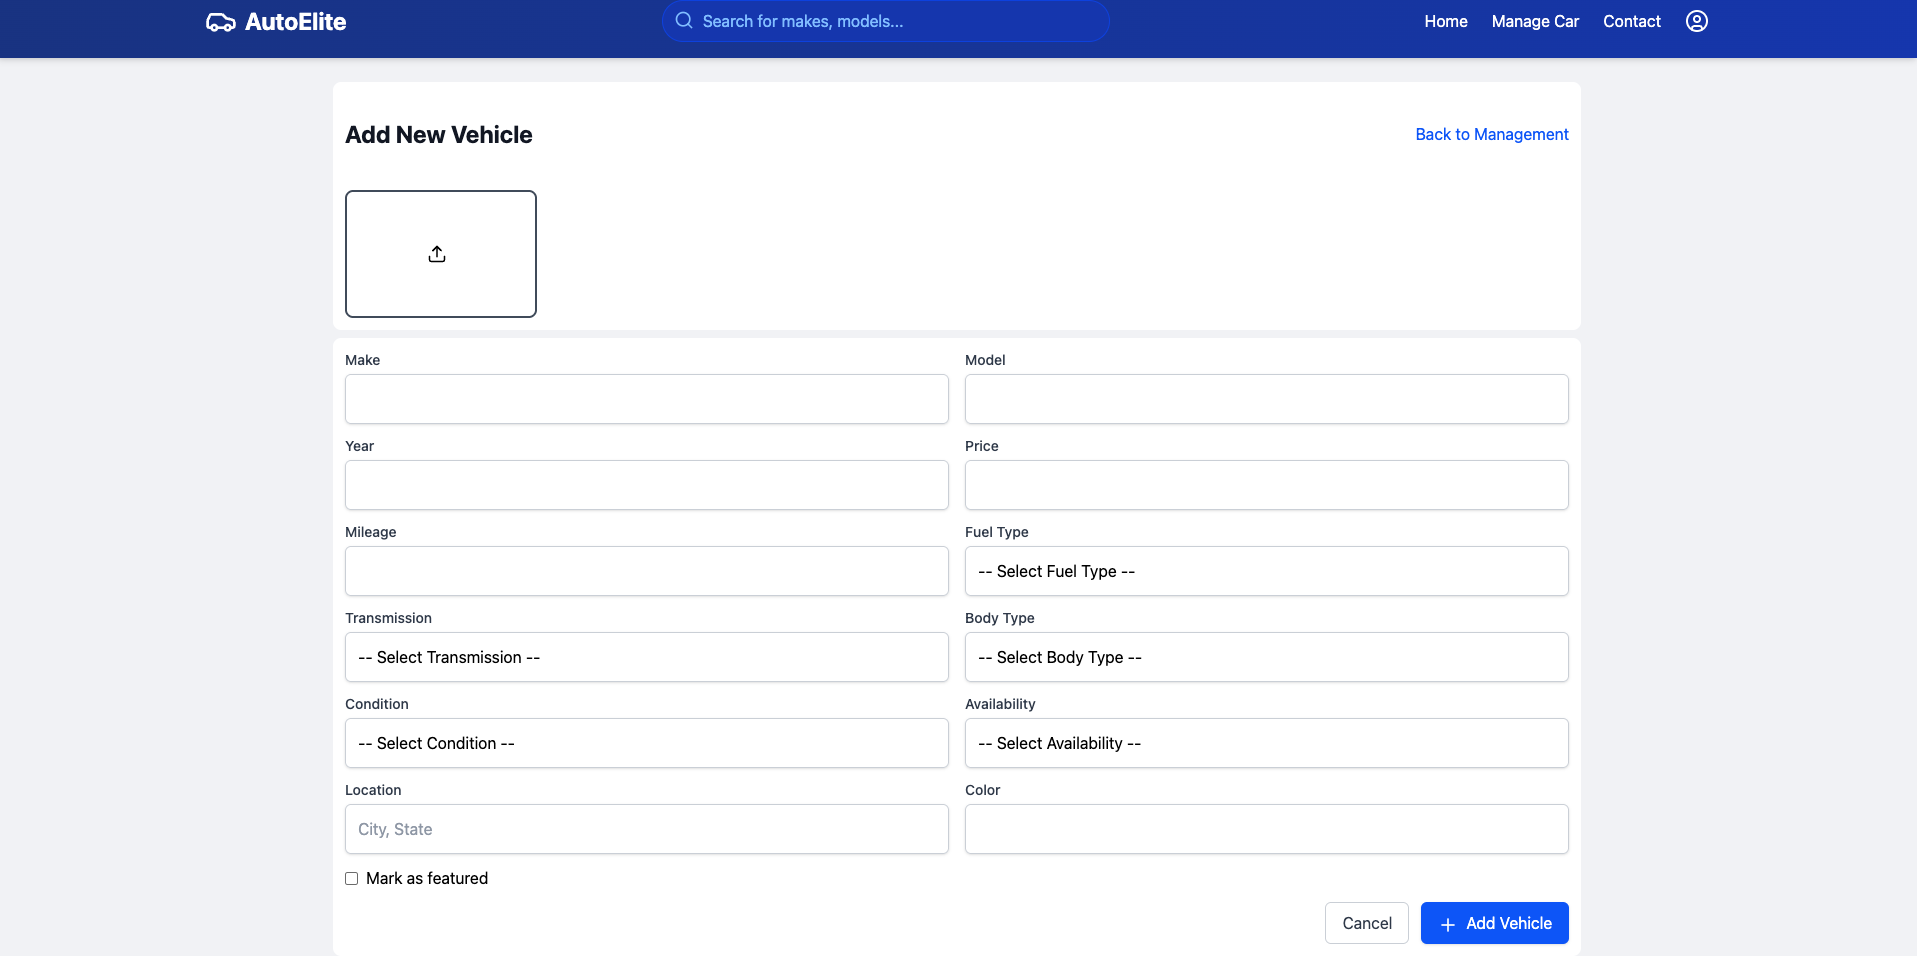 AutoElite
Search for makes, models...
Home
Manage Car
Contact
Add New Vehicle
Back to Management
Make
Model
Year
Price
Mileage
Fuel Type
-- Select Fuel Type --
Transmission
Body Type
-- Select Transmission --
-- Select Body Type --
Condition
Availability
-- Select Condition --
-- Select Availability --
Location
Color
City, State
Mark as featured
Cancel
Add Vehicle